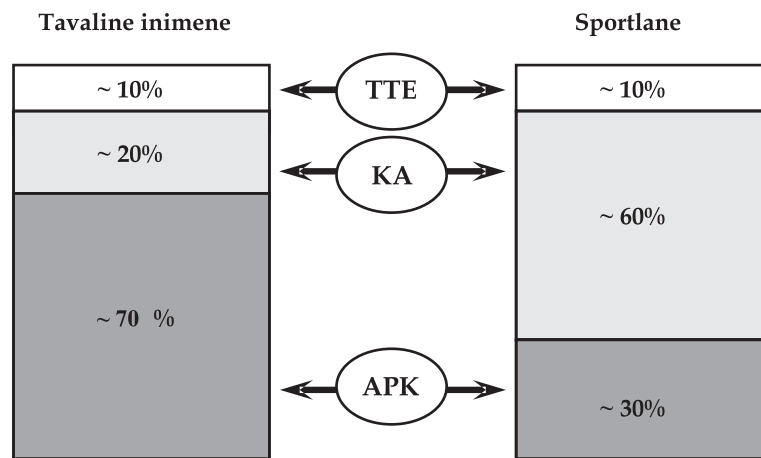 Tavaline inimene
Sportlane
~ 10%
TTE
~ 10%
~ 20%
KA
~ 60%
~ 70 %
APK
~ 30%